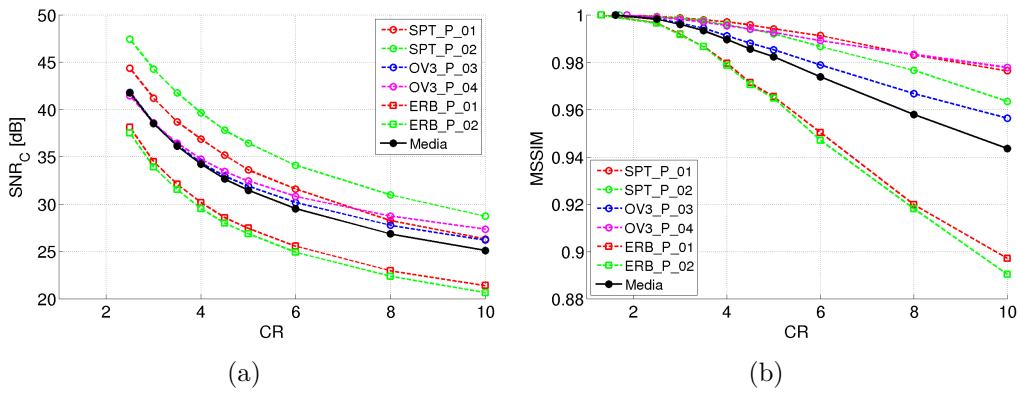 50
45
40
35
30
25
20
2
4
6
8
10
SNR_C [dB]
CR
SPT_P_01
SPT_P_02
OV3_P_03
OV3_P_04
ERB_P_01
ERB_P_02
Media
(a)
1
0.98
0.96
0.94
0.92
0.9
0.88
2
4
6
8
10
MSSIM
CR
SPT_P_01
SPT_P_02
OV3_P_03
OV3_P_04
ERB_P_01
ERB_P_02
Media
(b)